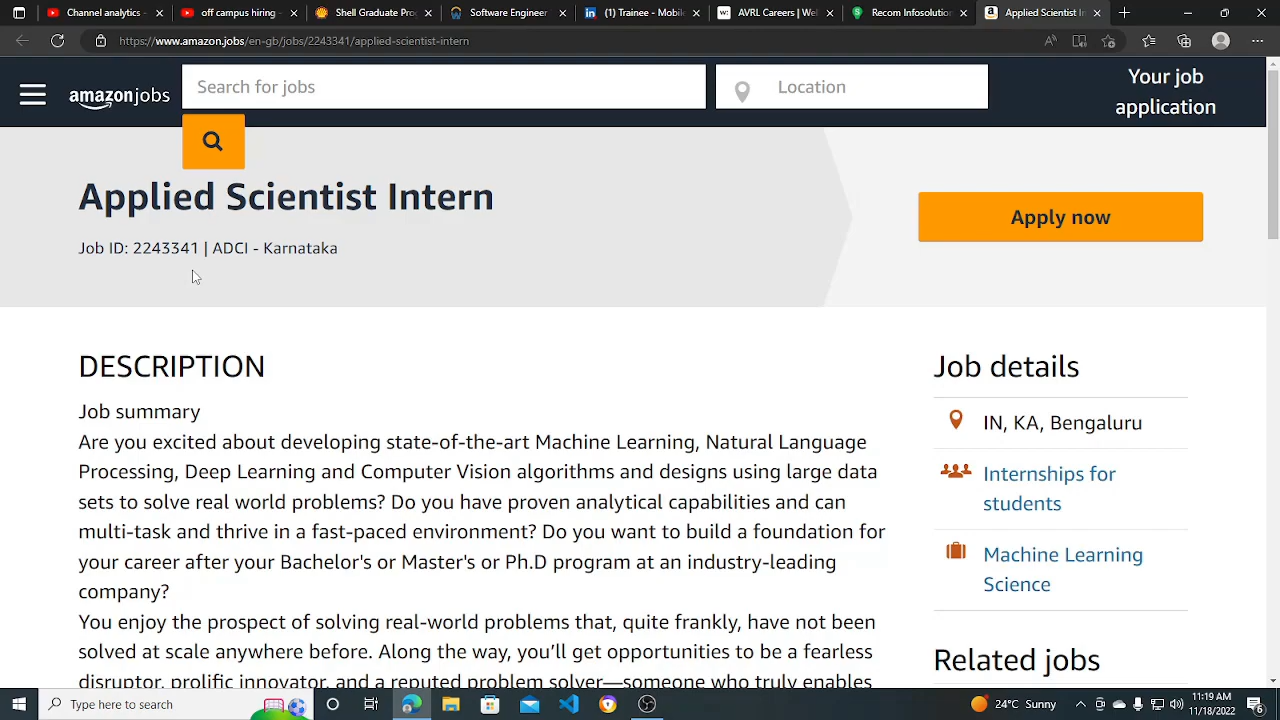 Channel analytics
off campus hiring -
Shell Graduate Pro
Software Engineer
(1) Trainee - Mobile
AVRL Careers | Wel
Recom Infosolution
Applied Scientist In
https://www.amazon.jobs/en-gb/jobs/2243341/applied-scientist-intern
amazonjobs
Search for jobs
Location
Your job
application
Applied Scientist Intern
Apply now
Job ID: 2243341 | ADCI - Karnataka
DESCRIPTION
Job summary
Are you excited about developing state-of-the-art Machine Learning, Natural Language
Processing, Deep Learning and Computer Vision algorithms and designs using large data
sets to solve real world problems? Do you have proven analytical capabilities and can
multi-task and thrive in a fast-paced environment? Do you want to build a foundation for
your career after your Bachelor's or Master's or Ph.D program at an industry-leading
company?
You enjoy the prospect of solving real-world problems that, quite frankly, have not been
solved at scale anywhere before. Along the way, you’ll get opportunities to be a fearless
disruptor, prolific innovator, and a reputed problem solver—someone who truly enables
Job details
IN, KA, Bengaluru
Internships for
students
Machine Learning
Science
Related jobs
Type here to search
24°C Sunny
11:19 AM
11/18/2022
6